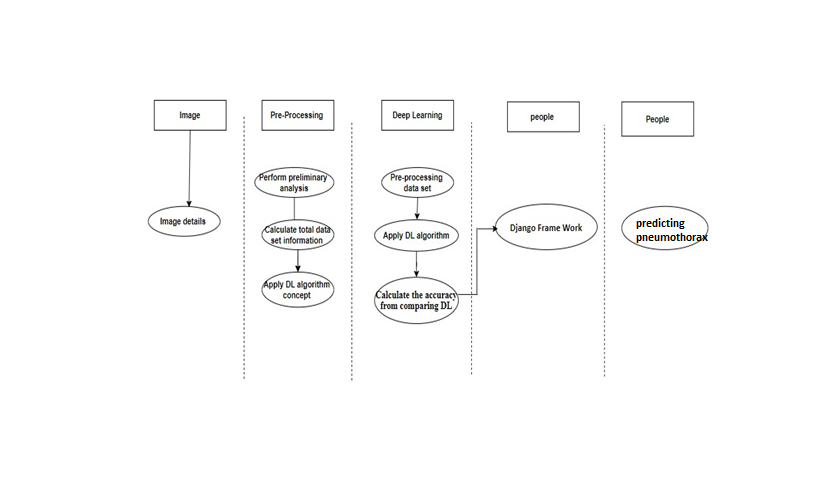 Image
Pre-Processing
Deep Learning
people
People
Image details
Perform preliminary
analysis
Calculate total data
set information
Apply DL algorithm
concept
Pre-processing
data set
Apply DL algorithm
Calculate the accuracy
from comparing DL
Django Frame Work
predicting
pneumothorax